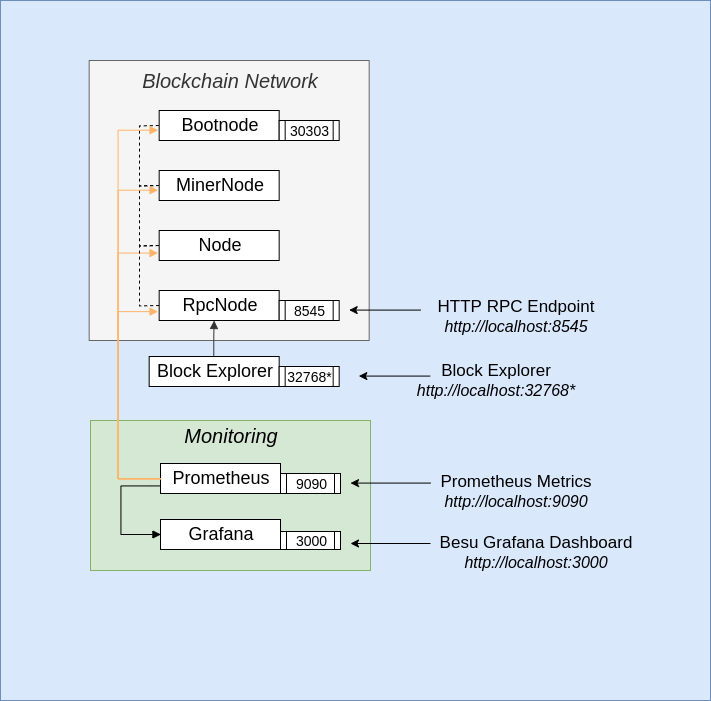 Blockchain Network
Bootnode
30303
MinerNode
Node
RpcNode
8545
HTTP RPC Endpoint
http://localhost:8545
Block Explorer
32768*
Block Explorer
http://localhost:32768*
Monitoring
Prometheus
9090
Prometheus Metrics
http://localhost:9090
Grafana
3000
Besu Grafana Dashboard
http://localhost:3000